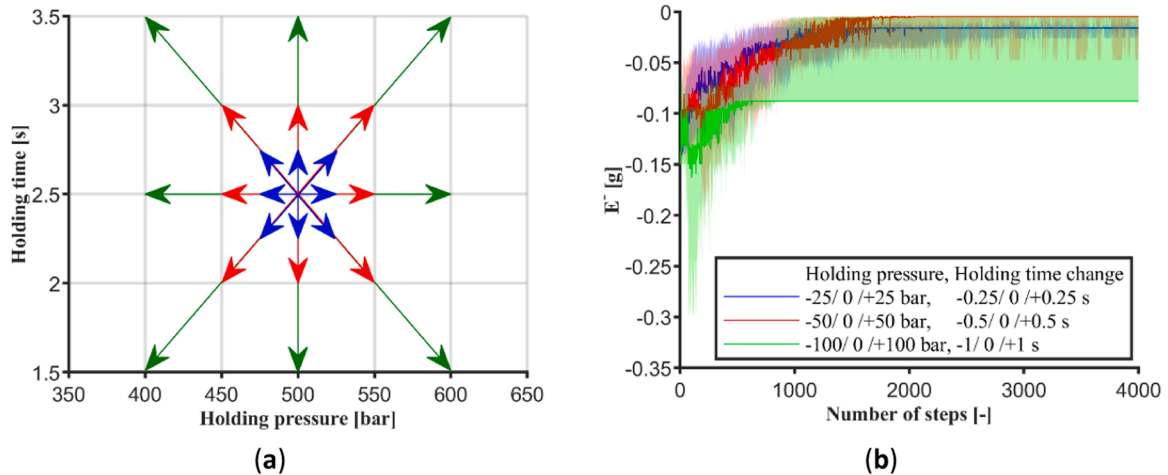 3.5
3
2.5
2
1.5
Holding time [s]
350 400 450 500 550 600 650
Holding pressure [bar]
(a)
0
-0.05
-0.1
-0.15
-0.2
-0.25
-0.3
-0.35
E⁻ [g]
Holding pressure, Holding time change
-25/ 0 /+25 bar, -0.25/ 0 /+0.25 s
-50/ 0 /+50 bar, -0.5/ 0 /+0.5 s
-100/ 0 /+100 bar, -1/ 0 /+1 s
0 1000 2000 3000 4000
Number of steps [-]
(b)